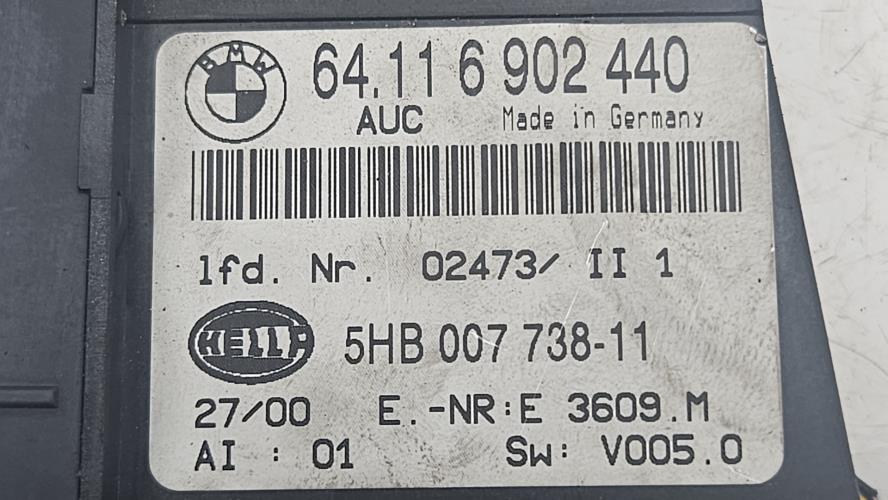 BMW
64.11 6 902 440
AUC Made in Germany
lfd. Nr. 02473/ II 1
HELLA
5HB 007 738-11
27/00 E.-NR:E 3609.M
AI : 01 Sw: V005.0